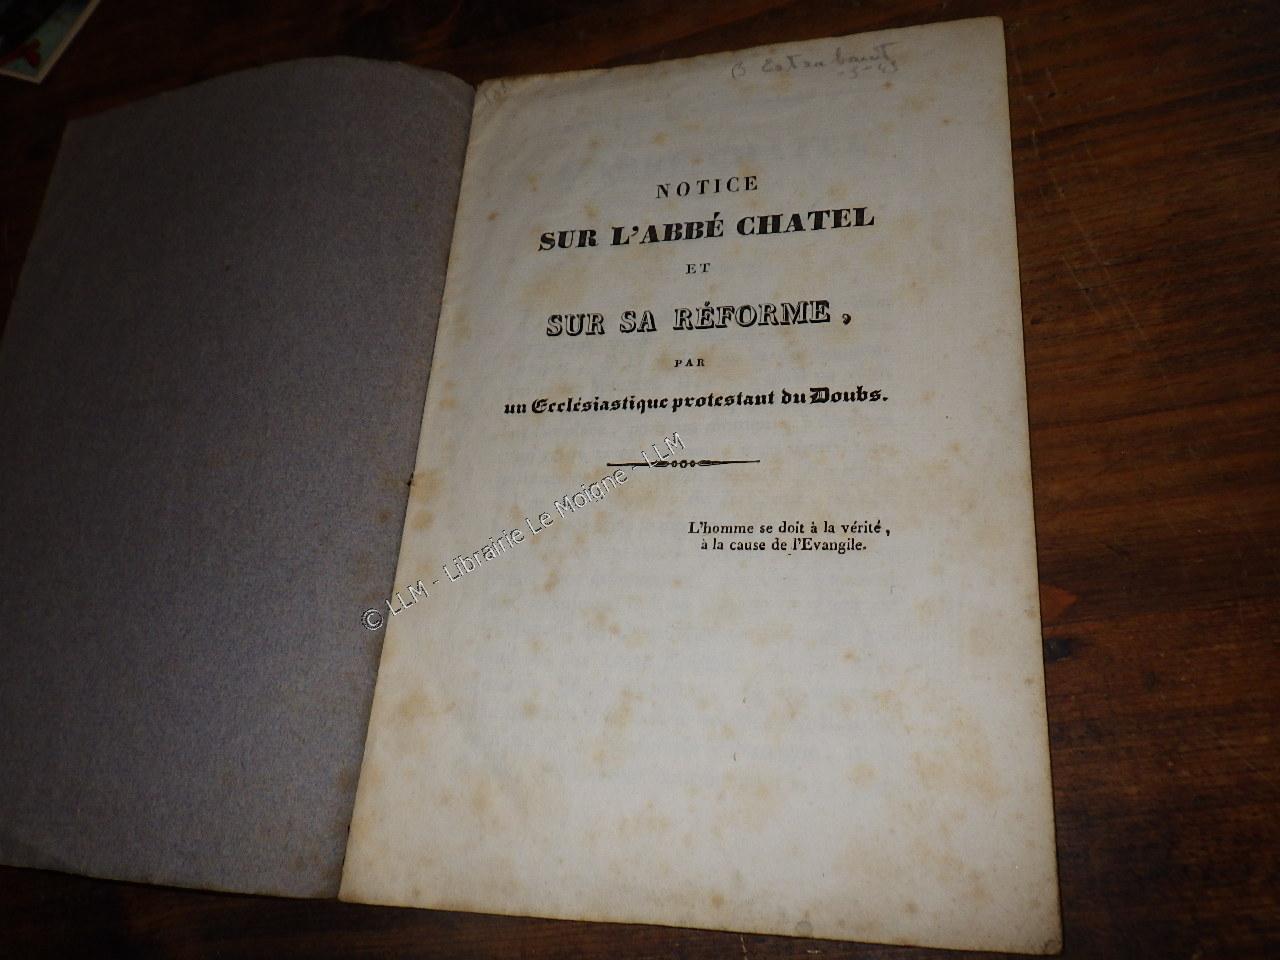 NOTICE
SUR L'ABBÉ CHATEL
ET
SUR SA RÉFORME,
PAR
un Ecclésiastique protestant du Doubs.
L'homme se doit à la vérité,
à la cause de l'Evangile.
© LLM - Librairie Le Moigne - LLM